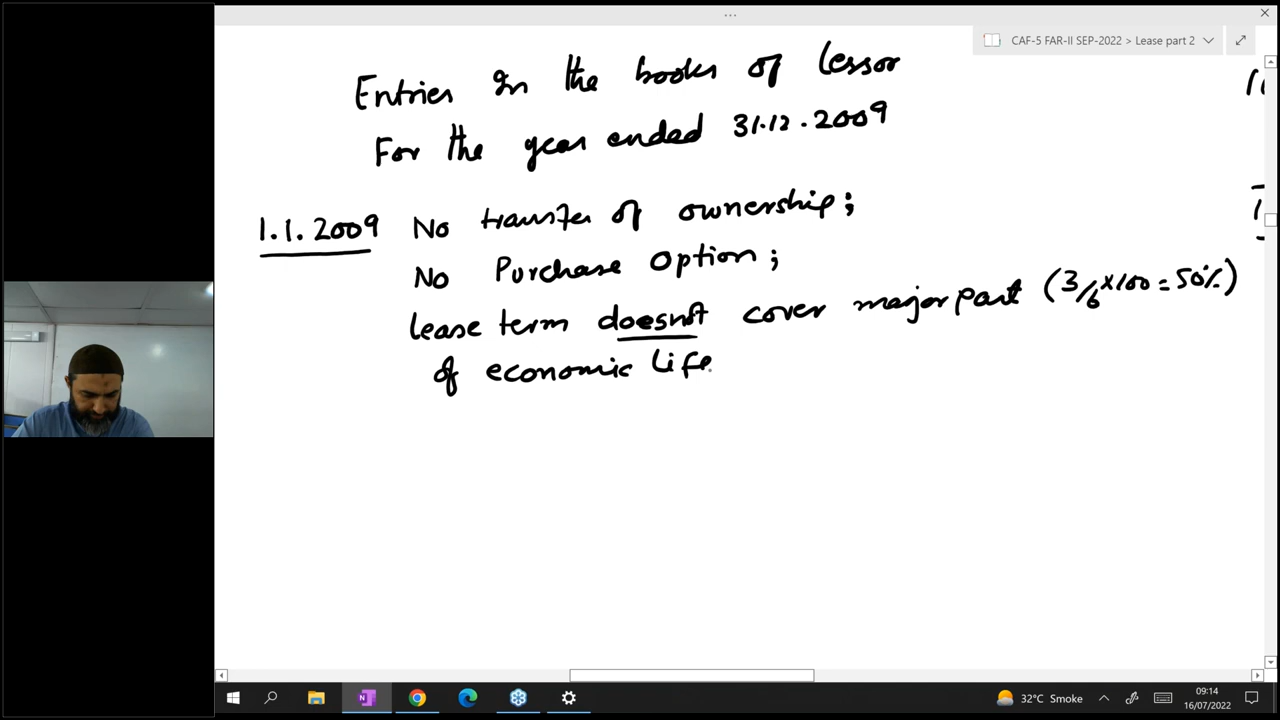 CAF-5 FAR-II SEP-2022 > Lease part 2
Entries In the books of lessor
For the year ended 31.12.2009
1.1.2009 No transfer of ownership;
No Purchase Option;
lease term doesnot cover major part (3/6×100=50%)
of economic life
32°C Smoke
09:14
16/07/2022